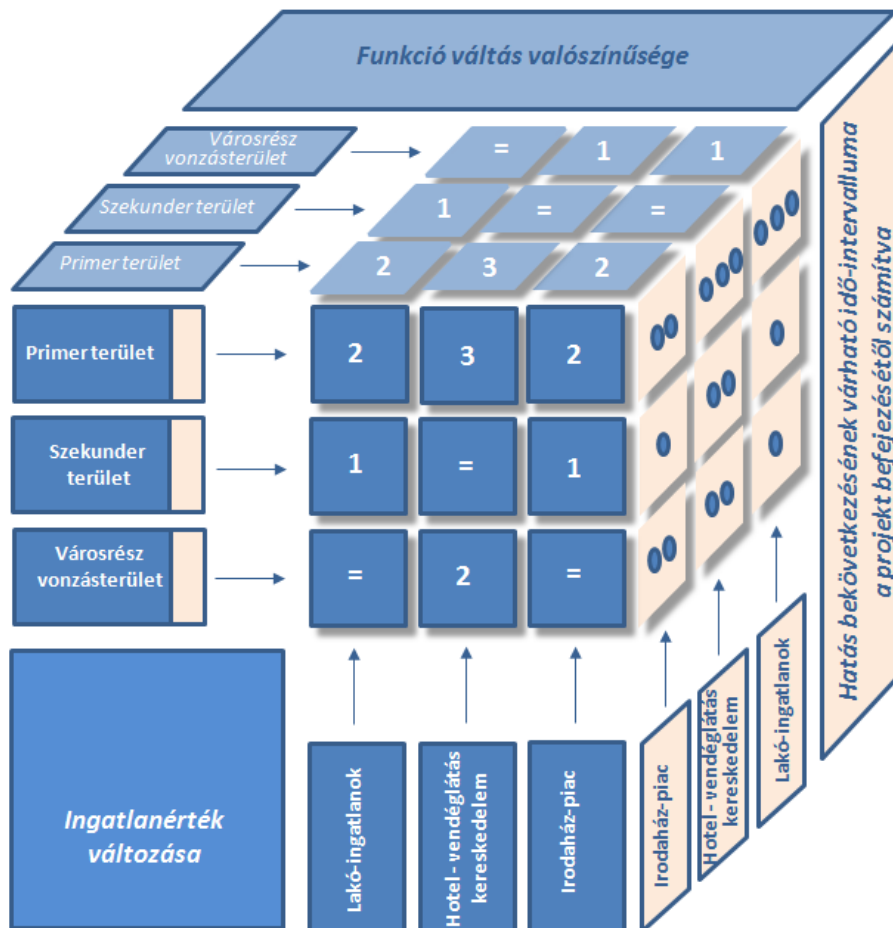 Funkció váltás valószínűsége
Városrész
vonzásterület
= 1 1
Szekunder terület
1 = =
Primer terület
2 3 2
Primer terület
2 3 2
Szekunder
terület
1 = 1
Városrész
vonzásterület
= 2 =
Ingatlanérték
változása
Lakó-ingatlanok
Hotel - vendéglátás
kereskedelem
Irodaház-piac
Irodaház-piac
Hotel - vendéglátás
kereskedelem
Lakó-ingatlanok
Hatás bekövetkezésének várható idő-intervalluma
a projekt befejezésétől számítva